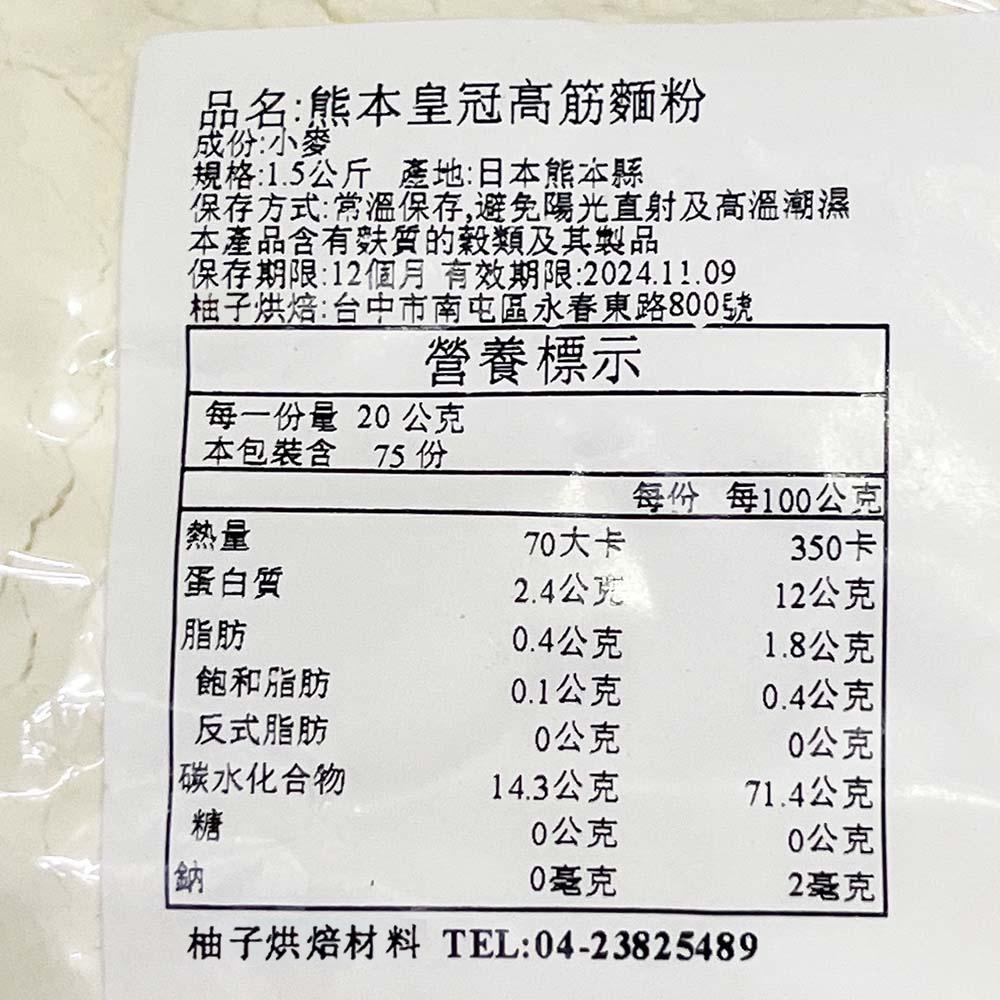 品名:熊本皇冠高筋麵粉
成份:小麥
規格:1.5公斤 產地:日本熊本縣
保存方式:常溫保存,避免陽光直射及高溫潮濕
本產品含有麩質的穀類及其製品
保存期限:12個月 有效期限:2024.11.09
柚子烘焙:台中市南屯區永春東路800號
營養標示
每一份量 20 公克
本包裝含 75 份
每份 每100公克
熱量 70大卡 350卡
蛋白質 2.4公克 12公克
脂肪 0.4公克 1.8公克
飽和脂肪 0.1公克 0.4公克
反式脂肪 0公克 0公克
碳水化合物 14.3公克 71.4公克
糖 0公克 0公克
鈉 0毫克 2毫克
柚子烘焙材料 TEL:04-23825489